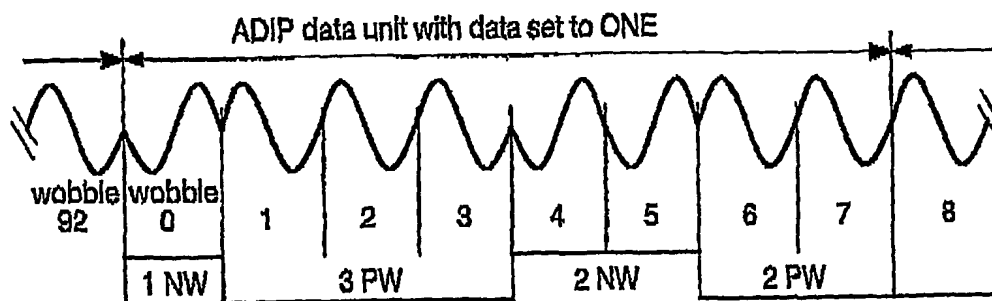 ADIP data unit with data set to ONE
wobble wobble
92 0 1 2 3 4 5 6 7 8
1 NW 3 PW 2 NW 2 PW